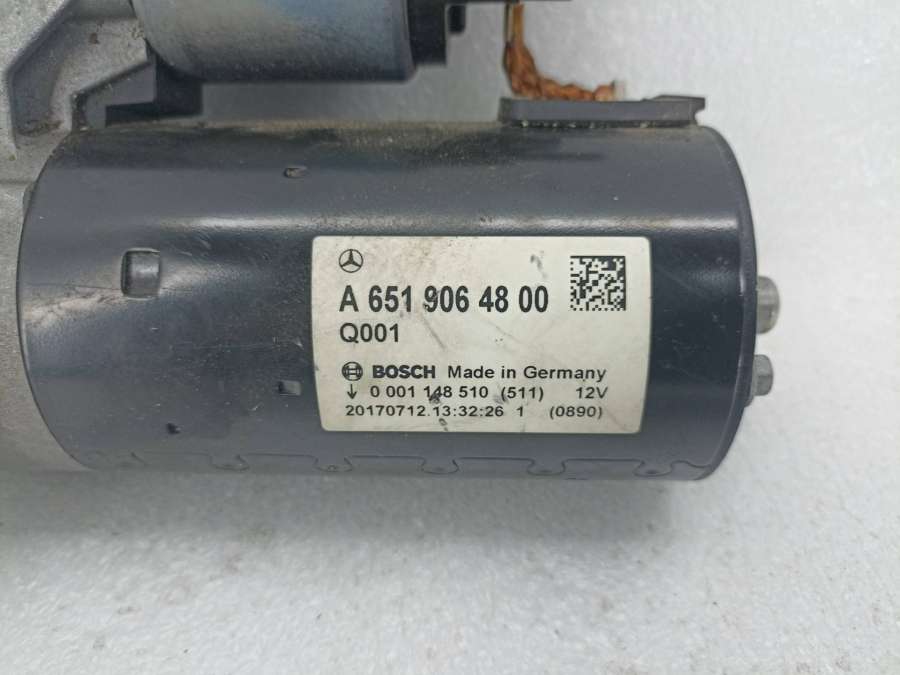 A 651 906 48 00
Q001
BOSCH Made in Germany
↓ 0 001 148 510 (511) 12V
20170712.13:32:26 1 (0890)